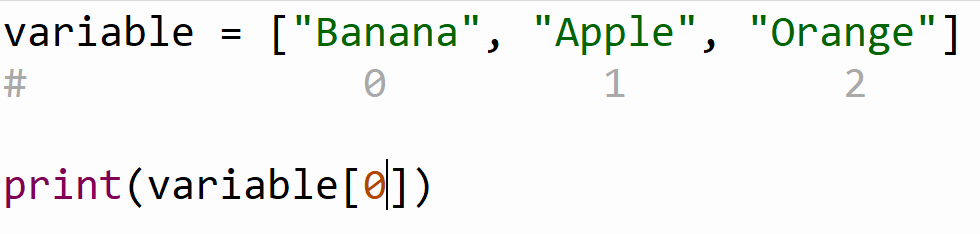 variable = ["Banana", "Apple", "Orange"]
#              0         1         2
print(variable[0])